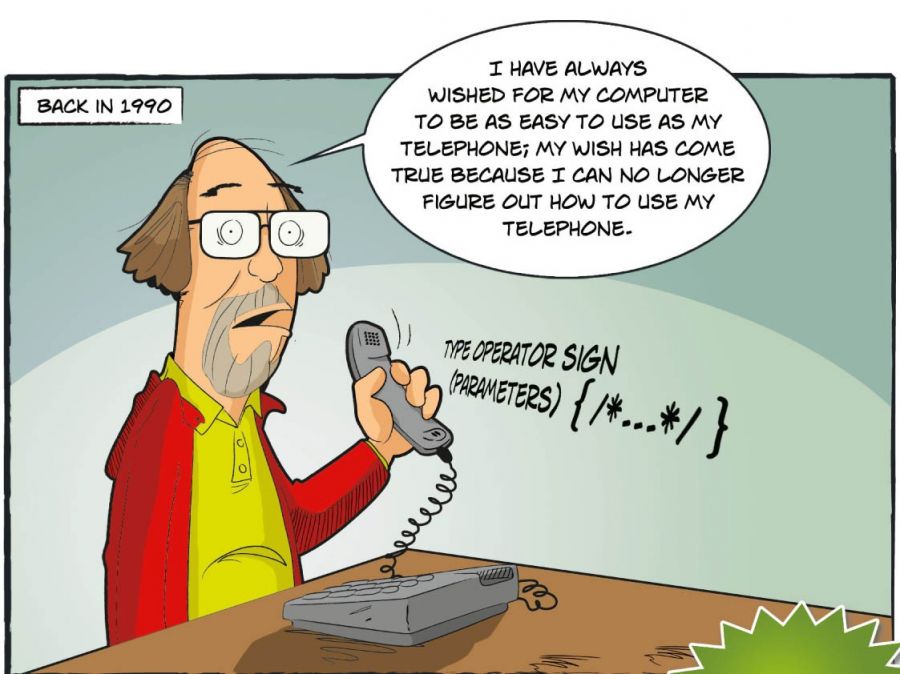 BACK IN 1990
I HAVE ALWAYS
WISHED FOR MY COMPUTER
TO BE AS EASY TO USE AS MY
TELEPHONE; MY WISH HAS COME
TRUE BECAUSE I CAN NO LONGER
FIGURE OUT HOW TO USE MY
TELEPHONE.
TYPE OPERATOR SIGN
(PARAMETERS) {/*...*/}